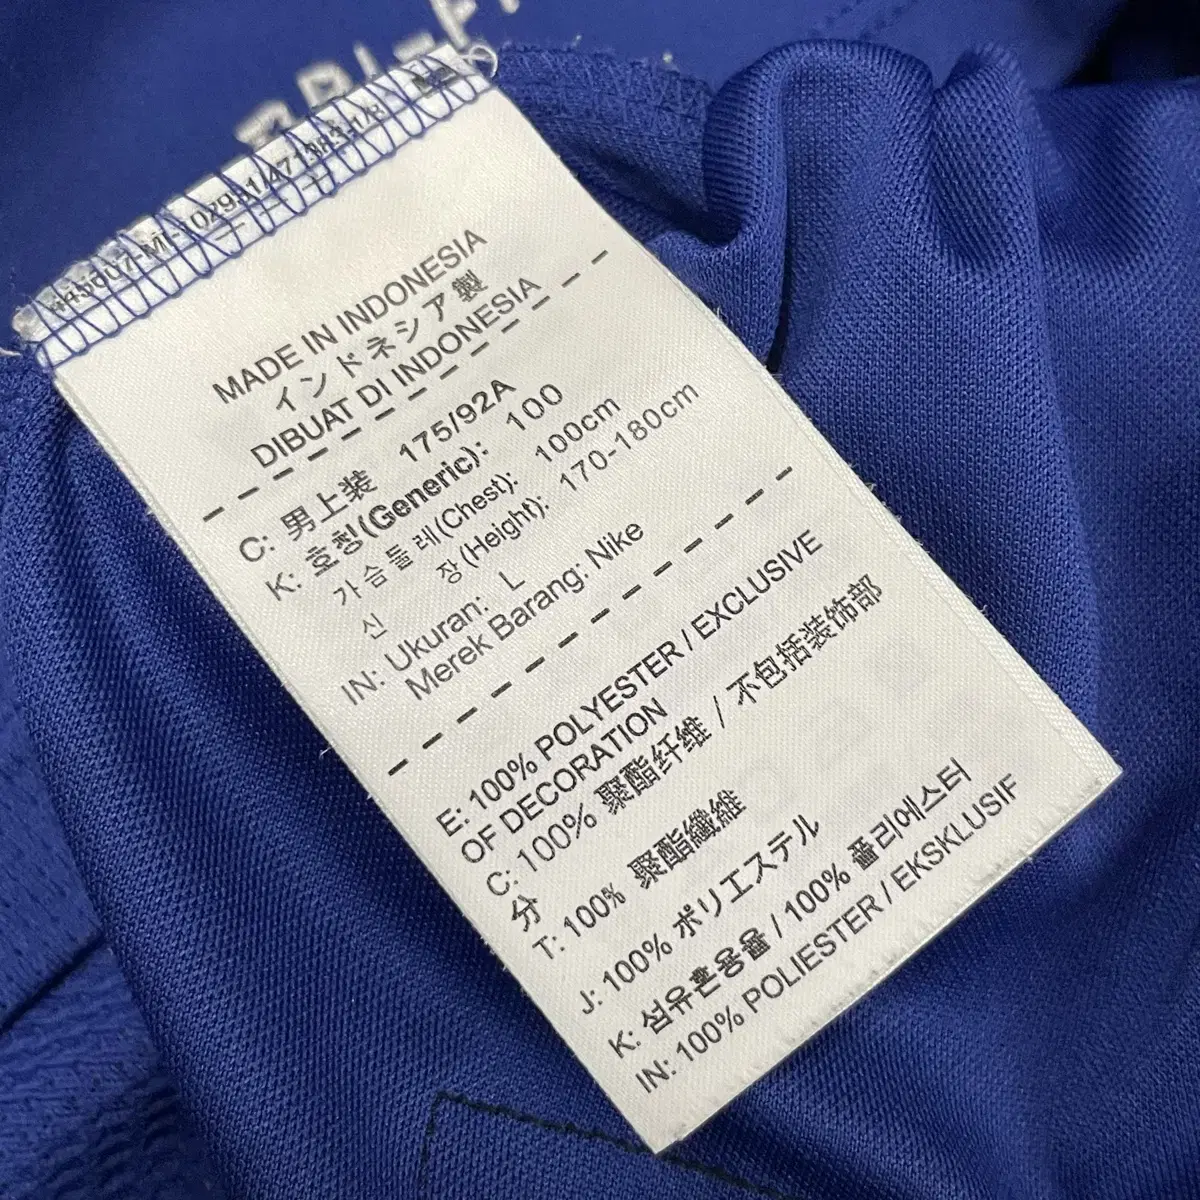 MADE IN INDONESIA
インドネシア製
DIBUAT DI INDONESIA
C: 男上装 175/92A
K: 호칭(Generic): 100
가슴둘레(Chest): 100cm
신 장(Height): 170-180cm
IN: Ukuran: L
Merek Barang: Nike
E: 100% POLYESTER / EXCLUSIVE
OF DECORATION
C: 100% 聚酯纤维 / 不包括装饰部
分
T: 100% 聚酯纖維
J: 100% ポリエステル
K: 섬유혼용율 / 100% 폴리에스터
IN: 100% POLIESTER / EKSKLUSIF